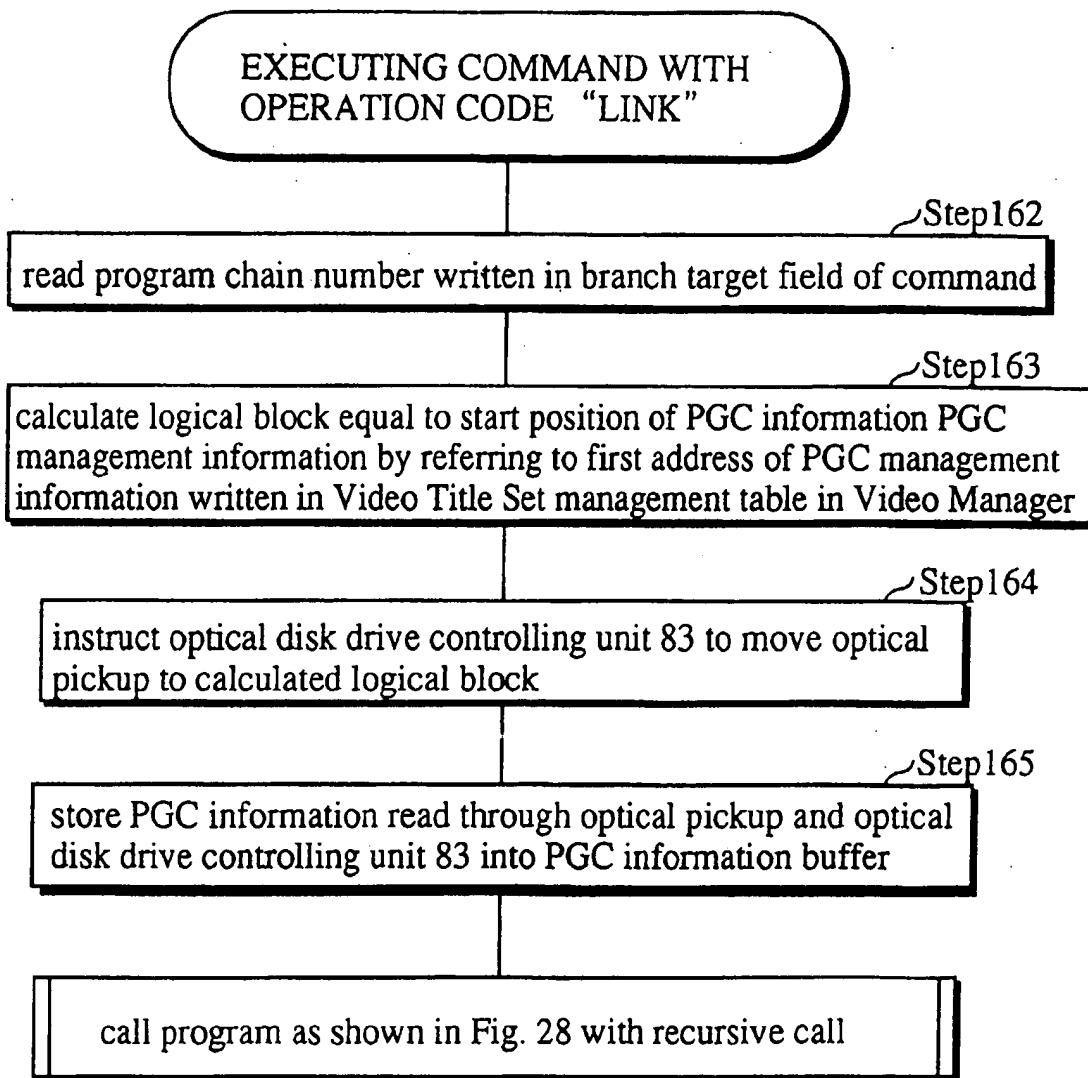 EXECUTING COMMAND WITH
OPERATION CODE “LINK”
Step162
read program chain number written in branch target field of command
Step163
calculate logical block equal to start position of PGC information PGC
management information by referring to first address of PGC management
information written in Video Title Set management table in Video Manager
Step164
instruct optical disk drive controlling unit 83 to move optical
pickup to calculated logical block
Step165
store PGC information read through optical pickup and optical
disk drive controlling unit 83 into PGC information buffer
call program as shown in Fig. 28 with recursive call